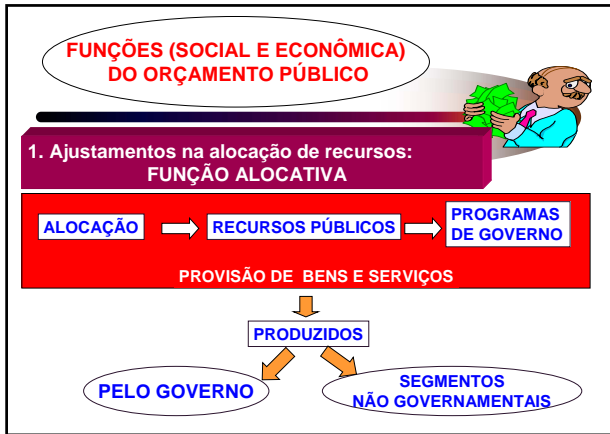 FUNÇÕES (SOCIAL E ECONÔMICA)
DO ORÇAMENTO PÚBLICO
1. Ajustamentos na alocação de recursos:
FUNÇÃO ALOCATIVA
ALOCAÇÃO
RECURSOS PÚBLICOS
PROGRAMAS
DE GOVERNO
PROVISÃO DE BENS E SERVIÇOS
PRODUZIDOS
PELO GOVERNO
SEGMENTOS
NÃO GOVERNAMENTAIS